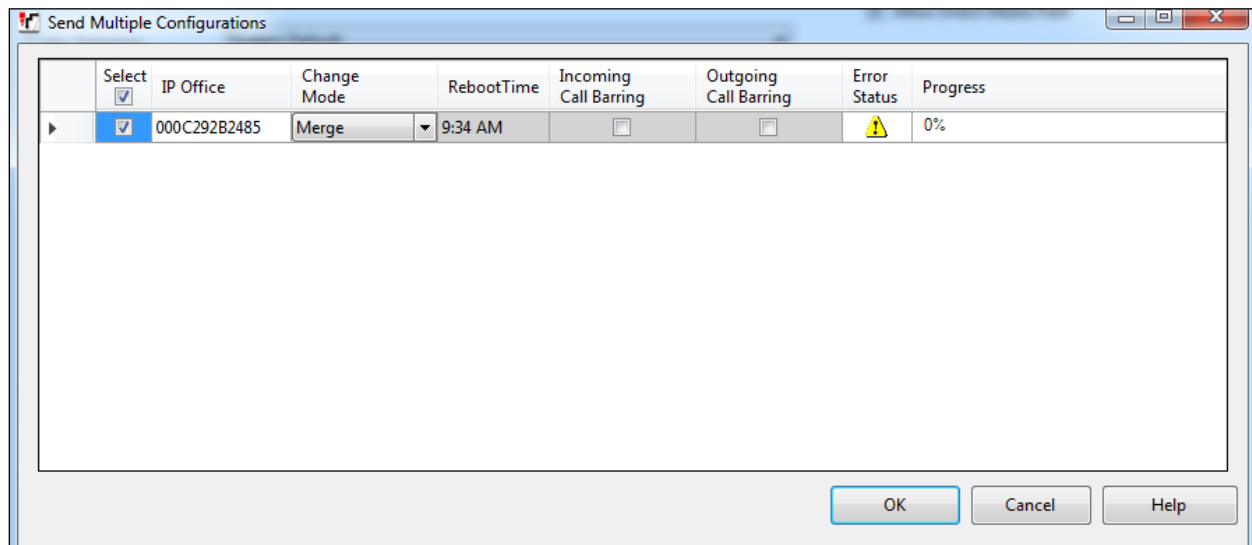 Send Multiple Configurations
Select
IP Office
Change
Mode
RebootTime
Incoming
Call Barring
Outgoing
Call Barring
Error
Status
Progress
000C292B2485
Merge
9:34 AM
0%
OK
Cancel
Help